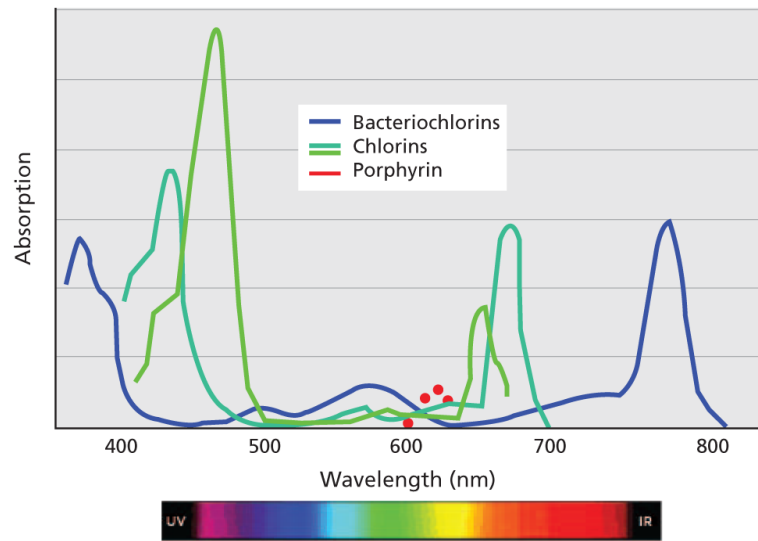 Absorption
Bacteriochlorins
Chlorins
Porphyrin
400 500 600 700 800
Wavelength (nm)
UV IR